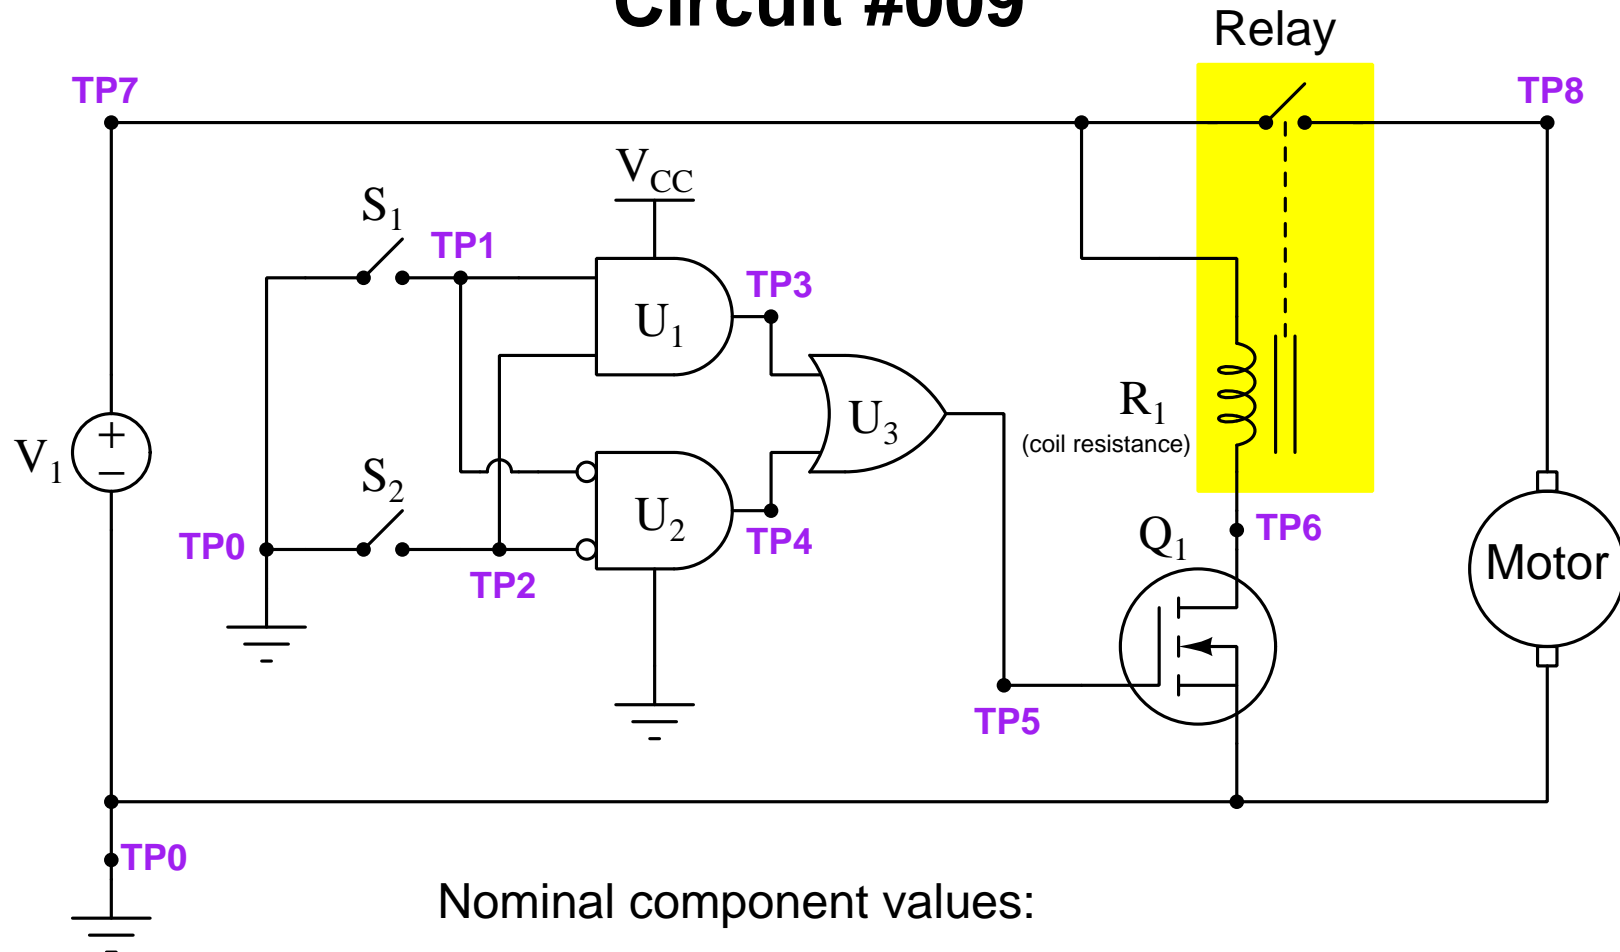 Circuit #009
Relay
TP7
TP8
VCC
S1
TP1
TP3
U1
R1
(coil resistance)
U3
V1
S2
U2
TP0
TP4
TP2
Q1
TP6
Motor
TP5
TP0
Nominal component values: